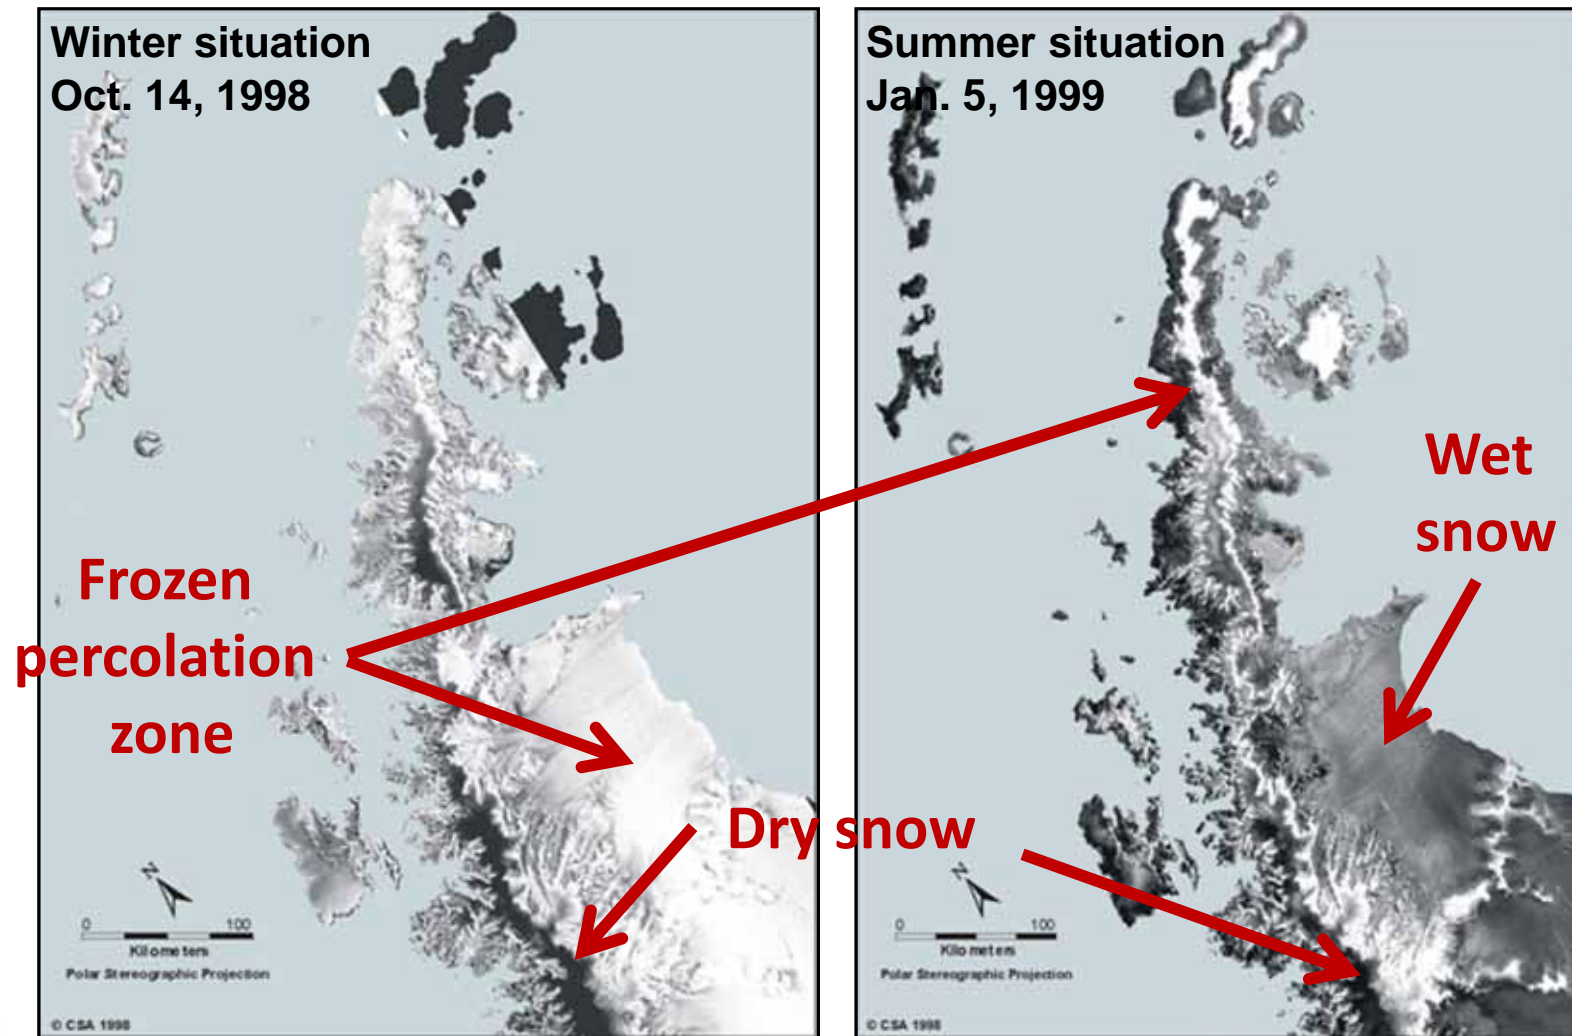 Winter situation
Oct. 14, 1998
Summer situation
Jan. 5, 1999
Frozen
percolation
zone
Wet
snow
Dry snow
N
0 100
Kilometers
Polar Stereographic Projection
© CSA 1998
N
0 100
Kilometers
Polar Stereographic Projection
© CSA 1998